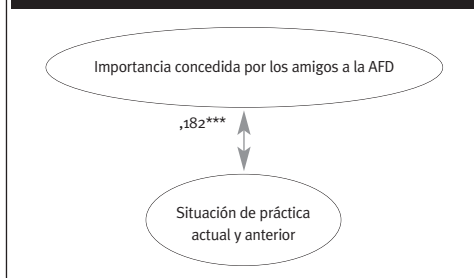 Importancia concedida por los amigos a la AFD
,182***
Situación de práctica
actual y anterior